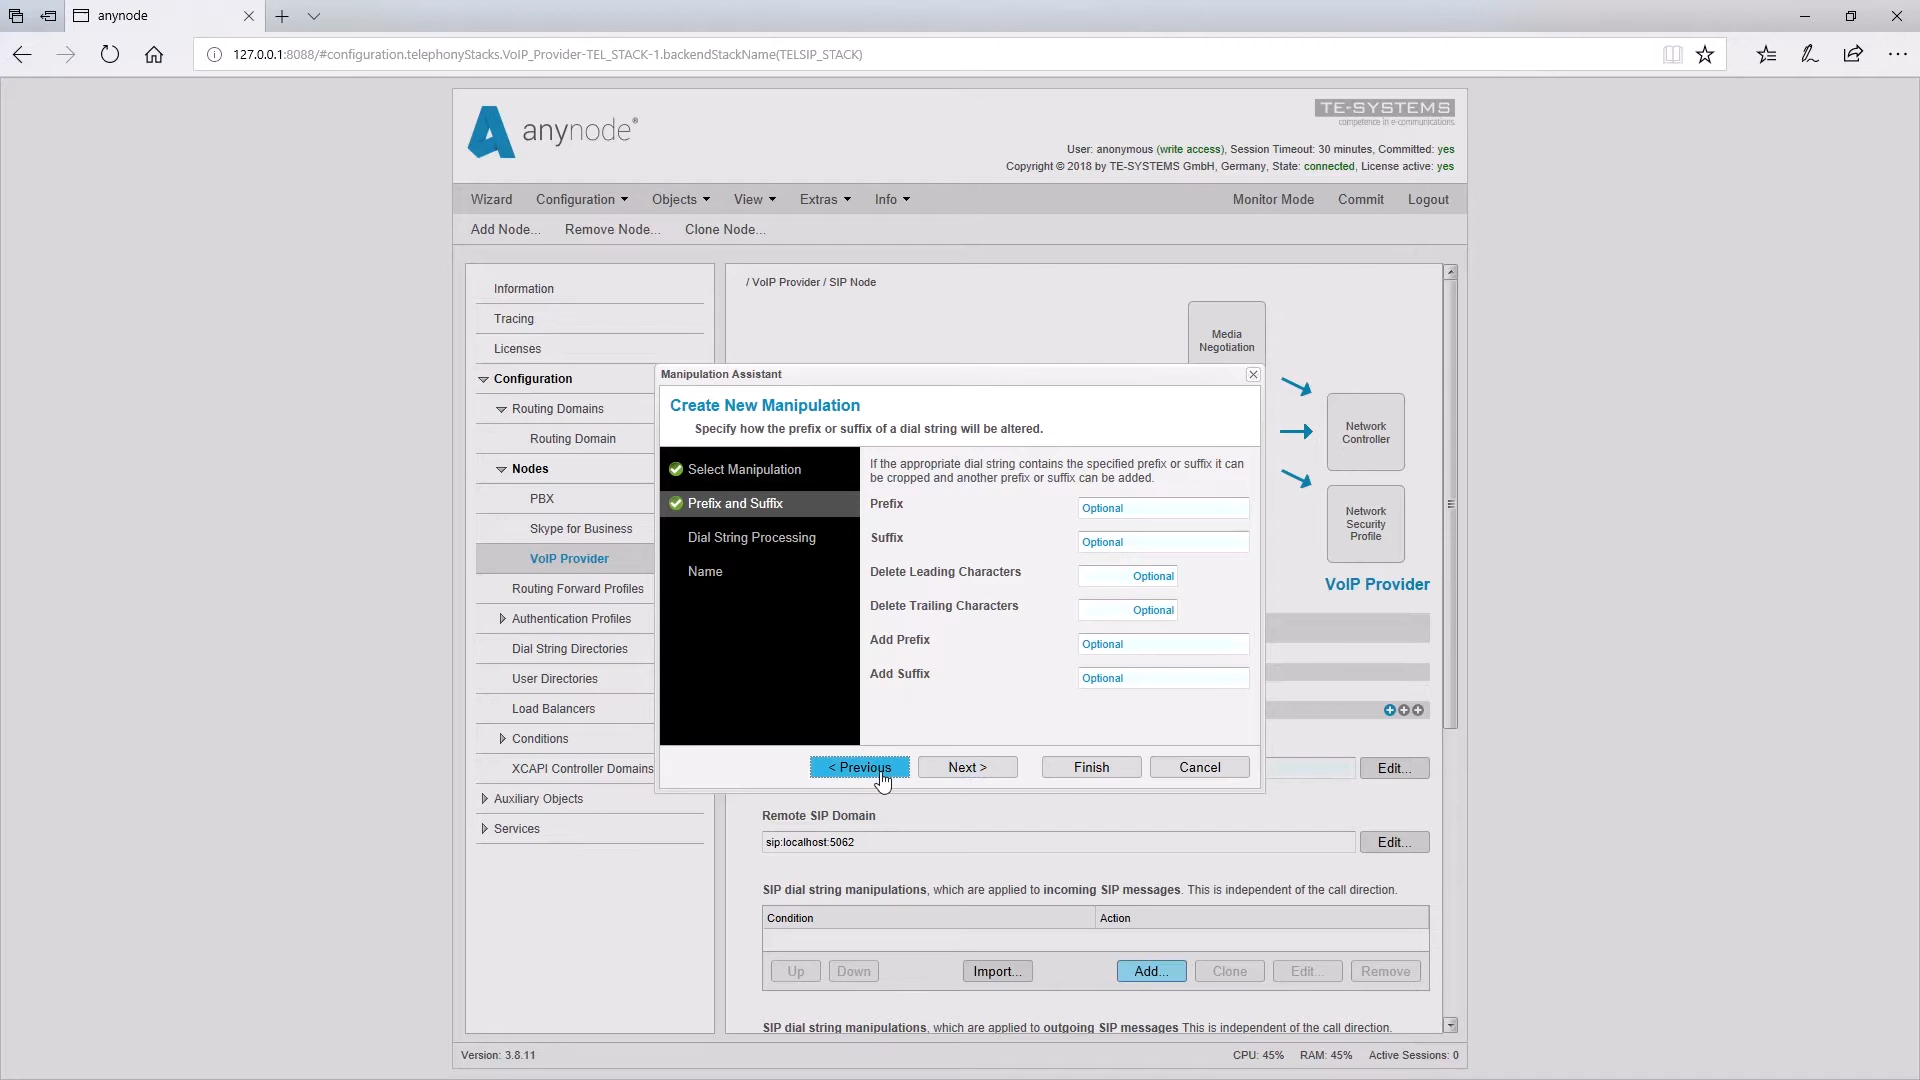 anynode
127.0.0.1:8088/#configuration.telephonyStacks.VoIP_Provider-TEL_STACK-1.backendStackName(TELSIP_STACK)
anynode®
TE-SYSTEMS
competence in e-communications.
User: anonymous (write access), Session Timeout: 30 minutes, Committed: yes
Copyright © 2018 by TE-SYSTEMS GmbH, Germany, State: connected, License active: yes
Wizard Configuration Objects View Extras Info Monitor Mode Commit Logout
Add Node... Remove Node... Clone Node...
Information
Tracing
Licenses
Configuration
Routing Domains
Routing Domain
Nodes
PBX
Skype for Business
VoIP Provider
Routing Forward Profiles
Authentication Profiles
Dial String Directories
User Directories
Load Balancers
Conditions
XCAPI Controller Domains
Auxiliary Objects
Services
/ VoIP Provider / SIP Node
Media
Negotiation
Network
Controller
Network
Security
Profile
VoIP Provider
Manipulation Assistant
Create New Manipulation
Specify how the prefix or suffix of a dial string will be altered.
Select Manipulation
Prefix and Suffix
Dial String Processing
Name
If the appropriate dial string contains the specified prefix or suffix it can
be cropped and another prefix or suffix can be added.
Prefix Optional
Suffix Optional
Delete Leading Characters Optional
Delete Trailing Characters Optional
Add Prefix Optional
Add Suffix Optional
< Previous Next > Finish Cancel
Edit...
Remote SIP Domain
sip:localhost:5062 Edit...
SIP dial string manipulations, which are applied to incoming SIP messages. This is independent of the call direction.
Condition Action
Up Down Import... Add... Clone Edit... Remove
SIP dial string manipulations, which are applied to outgoing SIP messages This is independent of the call direction.
Version: 3.8.11 CPU: 45% RAM: 45% Active Sessions: 0